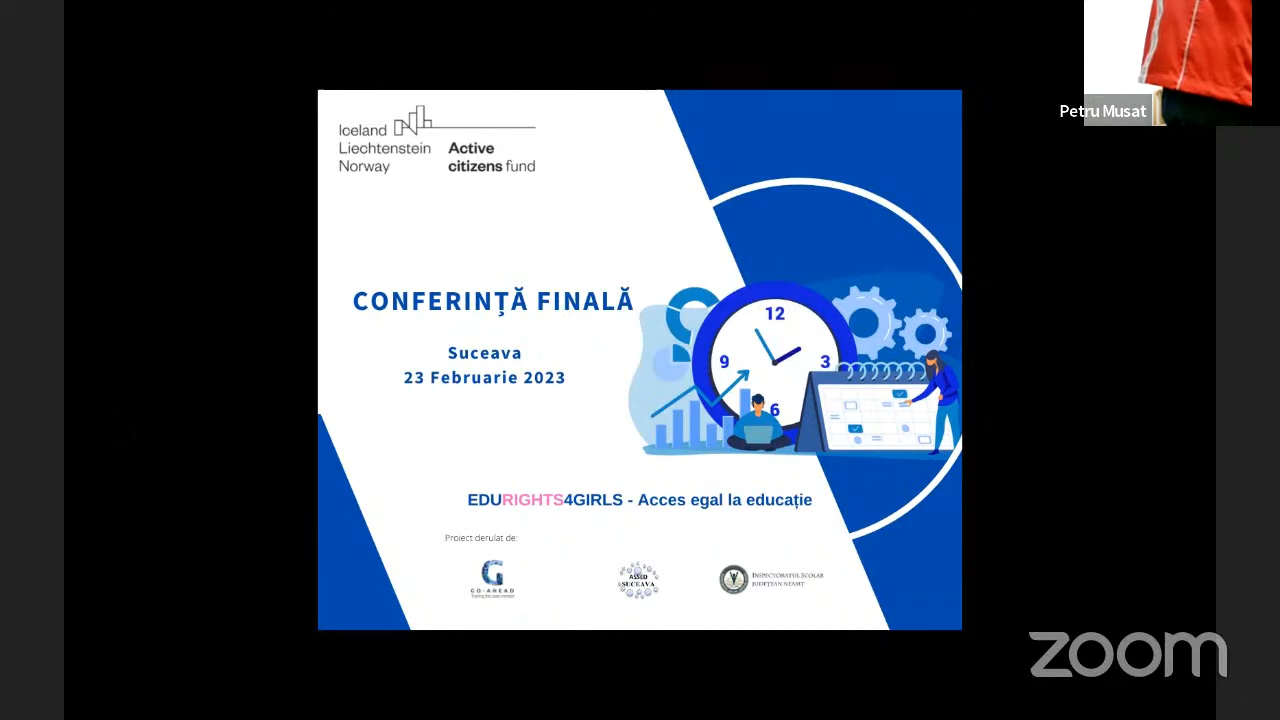 Iceland
Liechtenstein
Norway
Active
citizens fund
Petru Musat
CONFERINȚĂ FINALĂ
Suceava
23 Februarie 2023
12
9
3
6
EDURIGHTS4GIRLS - Acces egal la educație
Proiect derulat de:
G
GO-AHEAD
ASSED
SUCEAVA
INSPECTORATUL ȘCOLAR
JUDEȚEAN NEAMȚ
zoom